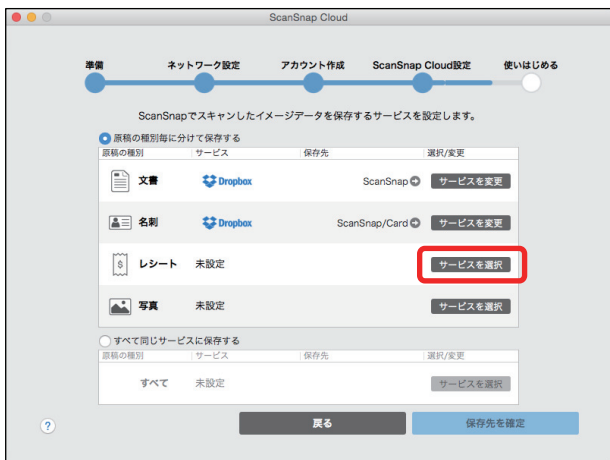 ScanSnap Cloud
準備 ネットワーク設定 アカウント作成 ScanSnap Cloud設定 使いはじめる
ScanSnapでスキャンしたイメージデータを保存するサービスを設定します。
原稿の種別毎に分けて保存する
原稿の種別 サービス 保存先 選択/変更
文書 Dropbox ScanSnap サービスを変更
名刺 Dropbox ScanSnap/Card サービスを変更
$ レシート 未設定 サービスを選択
写真 未設定 サービスを選択
すべて同じサービスに保存する
原稿の種別 サービス 保存先 選択/変更
すべて 未設定 サービスを選択
? 戻る 保存先を確定